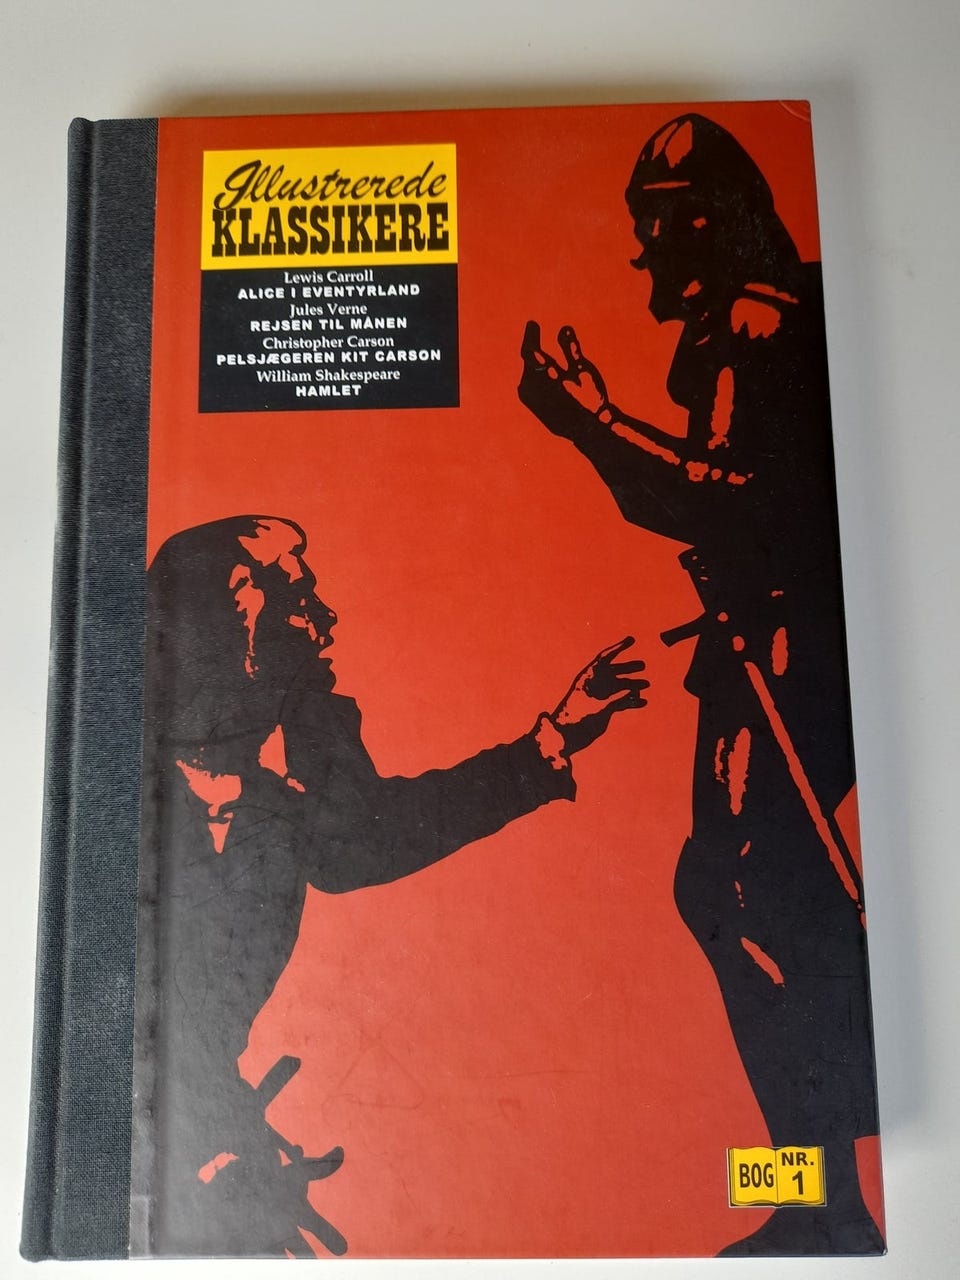 Illustrerede
KLASSIKERE
Lewis Carroll
ALICE I EVENTYRLAND
Jules Verne
REJSEN TIL MÅNEN
Christopher Carson
PELSJÆGEREN KIT CARSON
William Shakespeare
HAMLET
BOG NR. 1